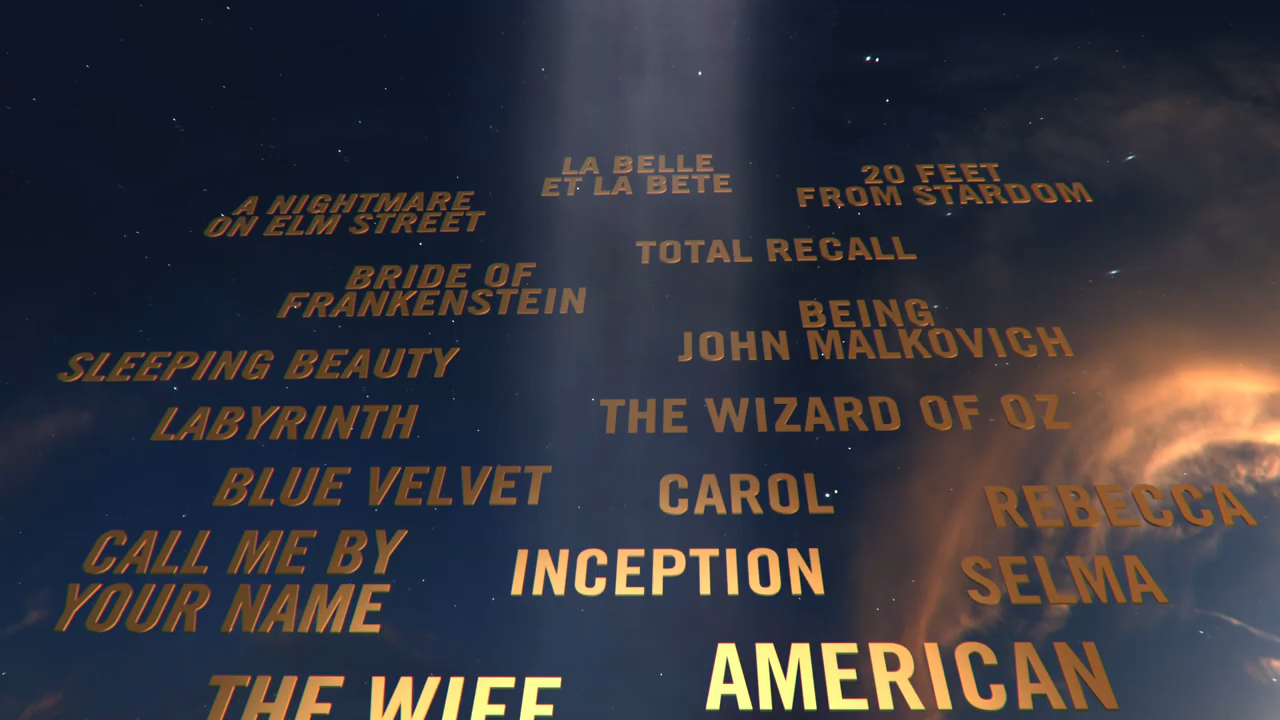 LA BELLE
ET LA BETE
20 FEET
FROM STARDOM
A NIGHTMARE
ON ELM STREET
TOTAL RECALL
BRIDE OF
FRANKENSTEIN
BEING
JOHN MALKOVICH
SLEEPING BEAUTY
LABYRINTH
THE WIZARD OF OZ
BLUE VELVET
CAROL
REBECCA
CALL ME BY
YOUR NAME
INCEPTION
SELMA
THE WIFE
AMERICAN